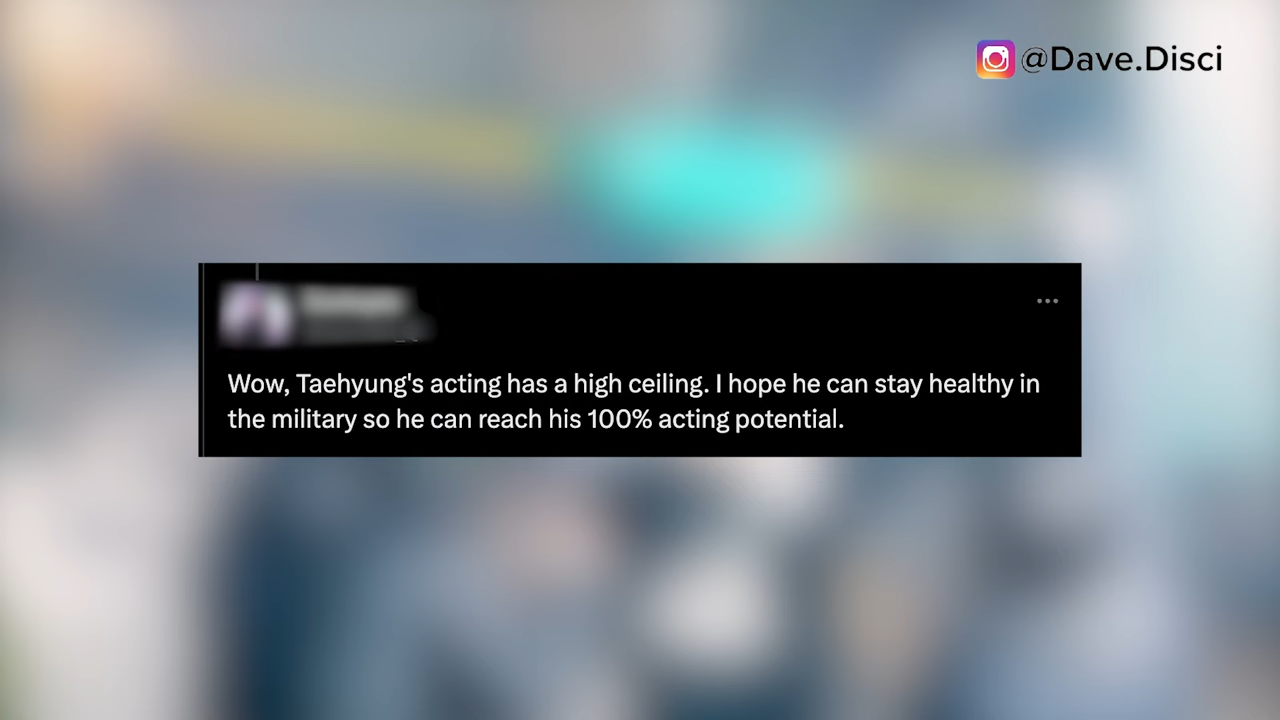 @Dave.Disci
Wow, Taehyung's acting has a high ceiling. I hope he can stay healthy in
the military so he can reach his 100% acting potential.